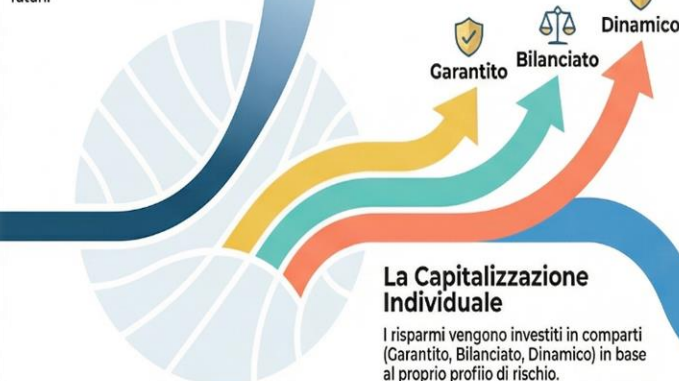 Garantito
Bilanciato
Dinamico
La Capitalizzazione
Individuale
I risparmi vengono investiti in comparti
(Garantito, Bilanciato, Dinamico) in base
al proprio profiio di rischio.